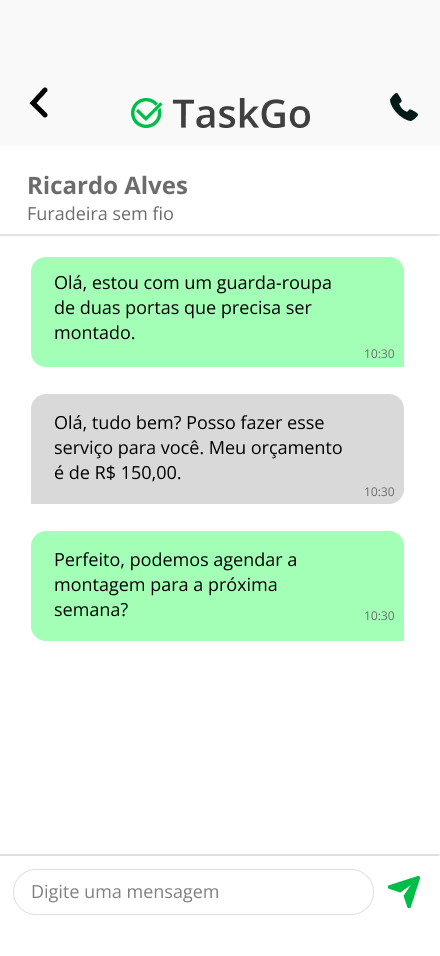 TaskGo
Ricardo Alves
Furadeira sem fio
Olá, estou com um guarda-roupa
de duas portas que precisa ser
montado.
10:30
Olá, tudo bem? Posso fazer esse
serviço para você. Meu orçamento
é de R$ 150,00.
10:30
Perfeito, podemos agendar a
montagem para a próxima
semana?
10:30
Digite uma mensagem